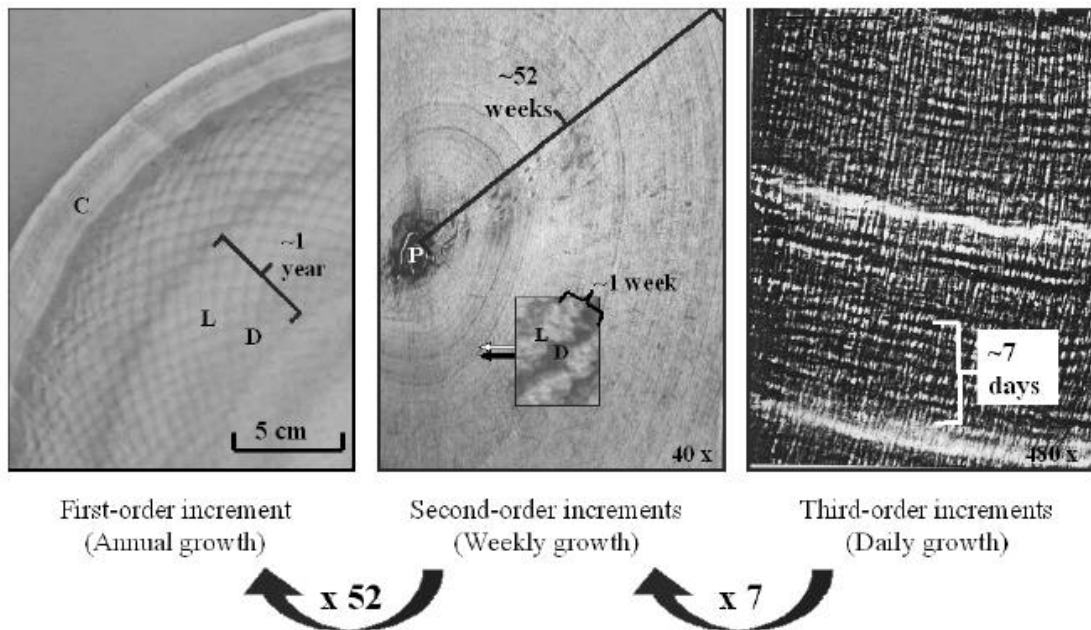 C
~1
year
L
D
5 cm
~52
weeks
P
~1 week
L
D
40 x
~7
days
480 x
First-order increment
(Annual growth)
Second-order increments
(Weekly growth)
Third-order increments
(Daily growth)
x 52
x 7